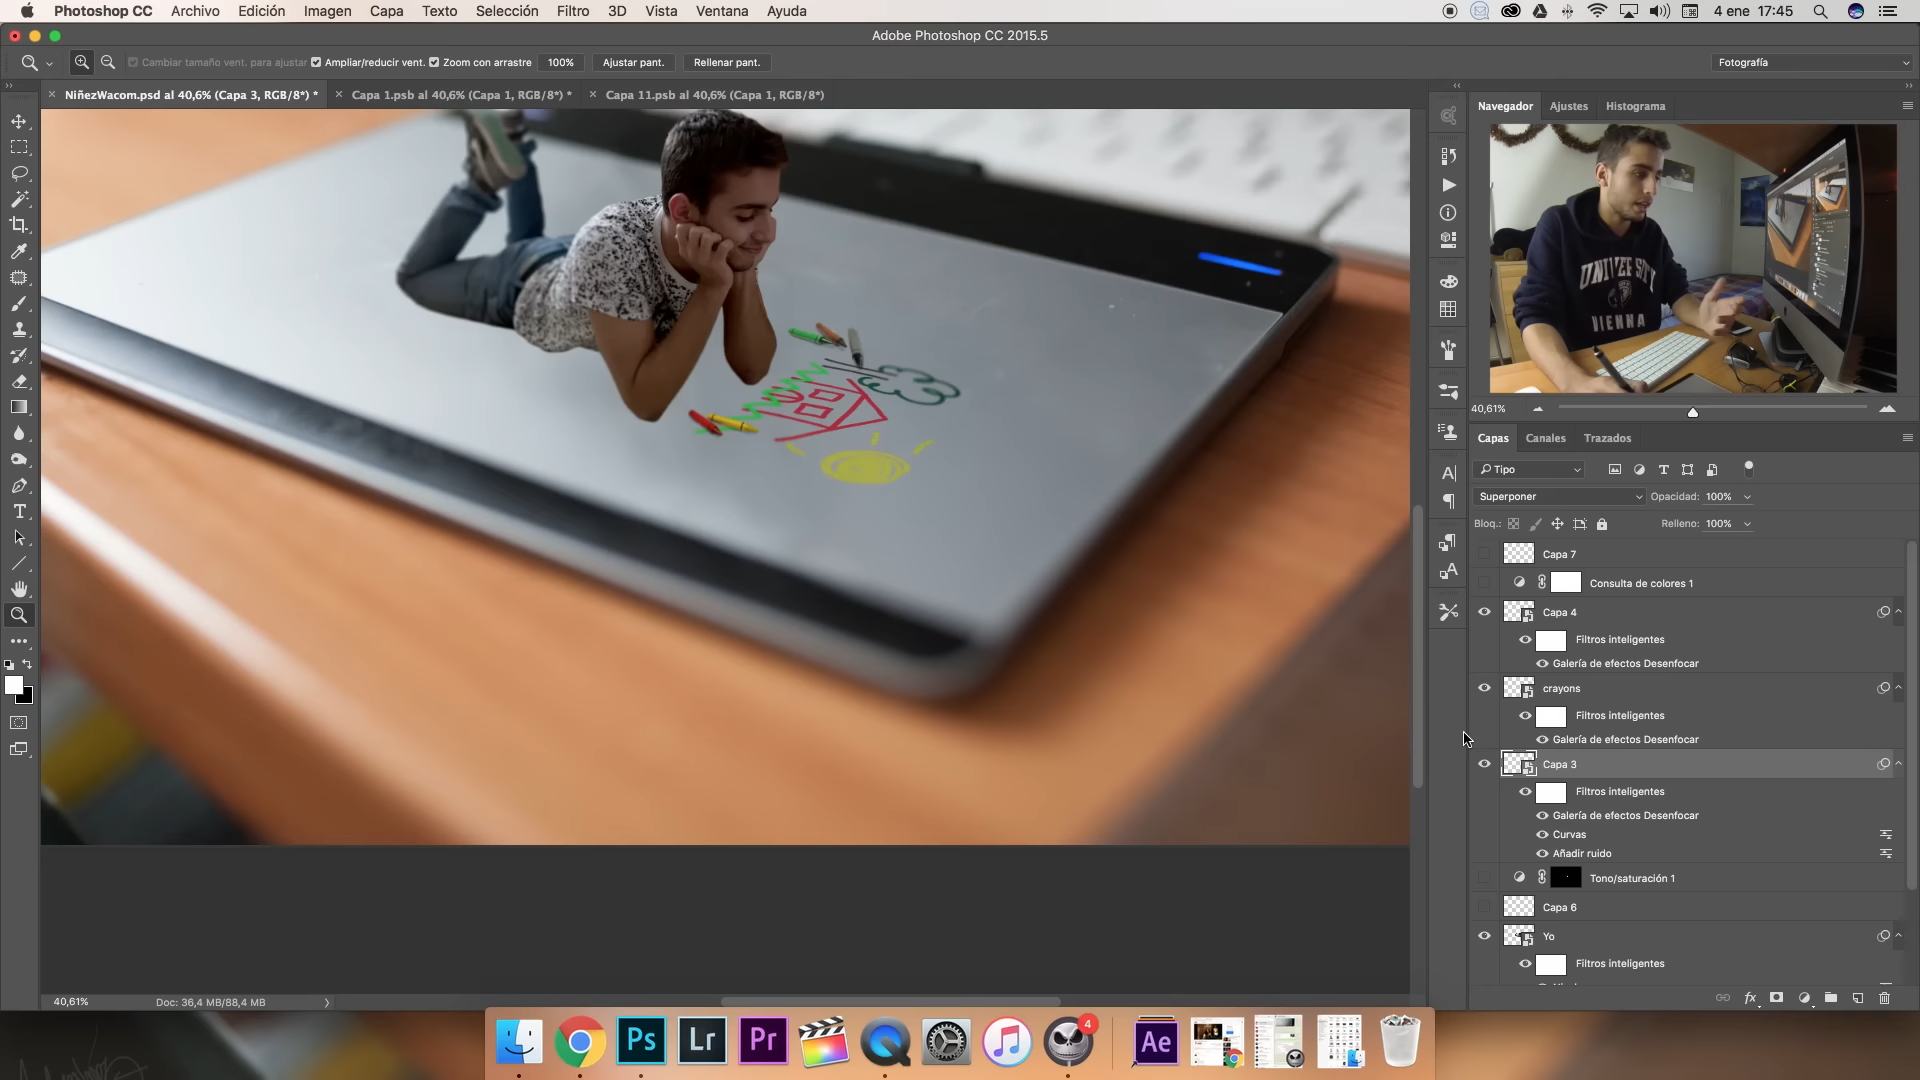 Photoshop CC Archivo Edición Imagen Capa Texto Selección Filtro 3D Vista Ventana Ayuda 4 ene 17:45
Adobe Photoshop CC 2015.5
Cambiar tamaño vent. para ajustar Ampliar/reducir vent. Zoom con arrastre 100% Ajustar pant. Rellenar pant. Fotografía
NiñezWacom.psd al 40,6% (Capa 3, RGB/8*) * Capa 1.psb al 40,6% (Capa 1, RGB/8*) * Capa 11.psb al 40,6% (Capa 1, RGB/8*)
Navegador Ajustes Histograma
UNIVERSITY
VIENNA
40,61%
Capas Canales Trazados
Tipo
Superponer Opacidad: 100%
Bloq.: Relleno: 100%
Capa 7
Consulta de colores 1
Capa 4
Filtros inteligentes
Galería de efectos Desenfocar
crayons
Filtros inteligentes
Galería de efectos Desenfocar
Capa 3
Filtros inteligentes
Galería de efectos Desenfocar
Curvas
Añadir ruido
Tono/saturación 1
Capa 6
Yo
Filtros inteligentes
fx
40,61% Doc: 36,4 MB/88,4 MB
Ps Lr Pr 4 Ae